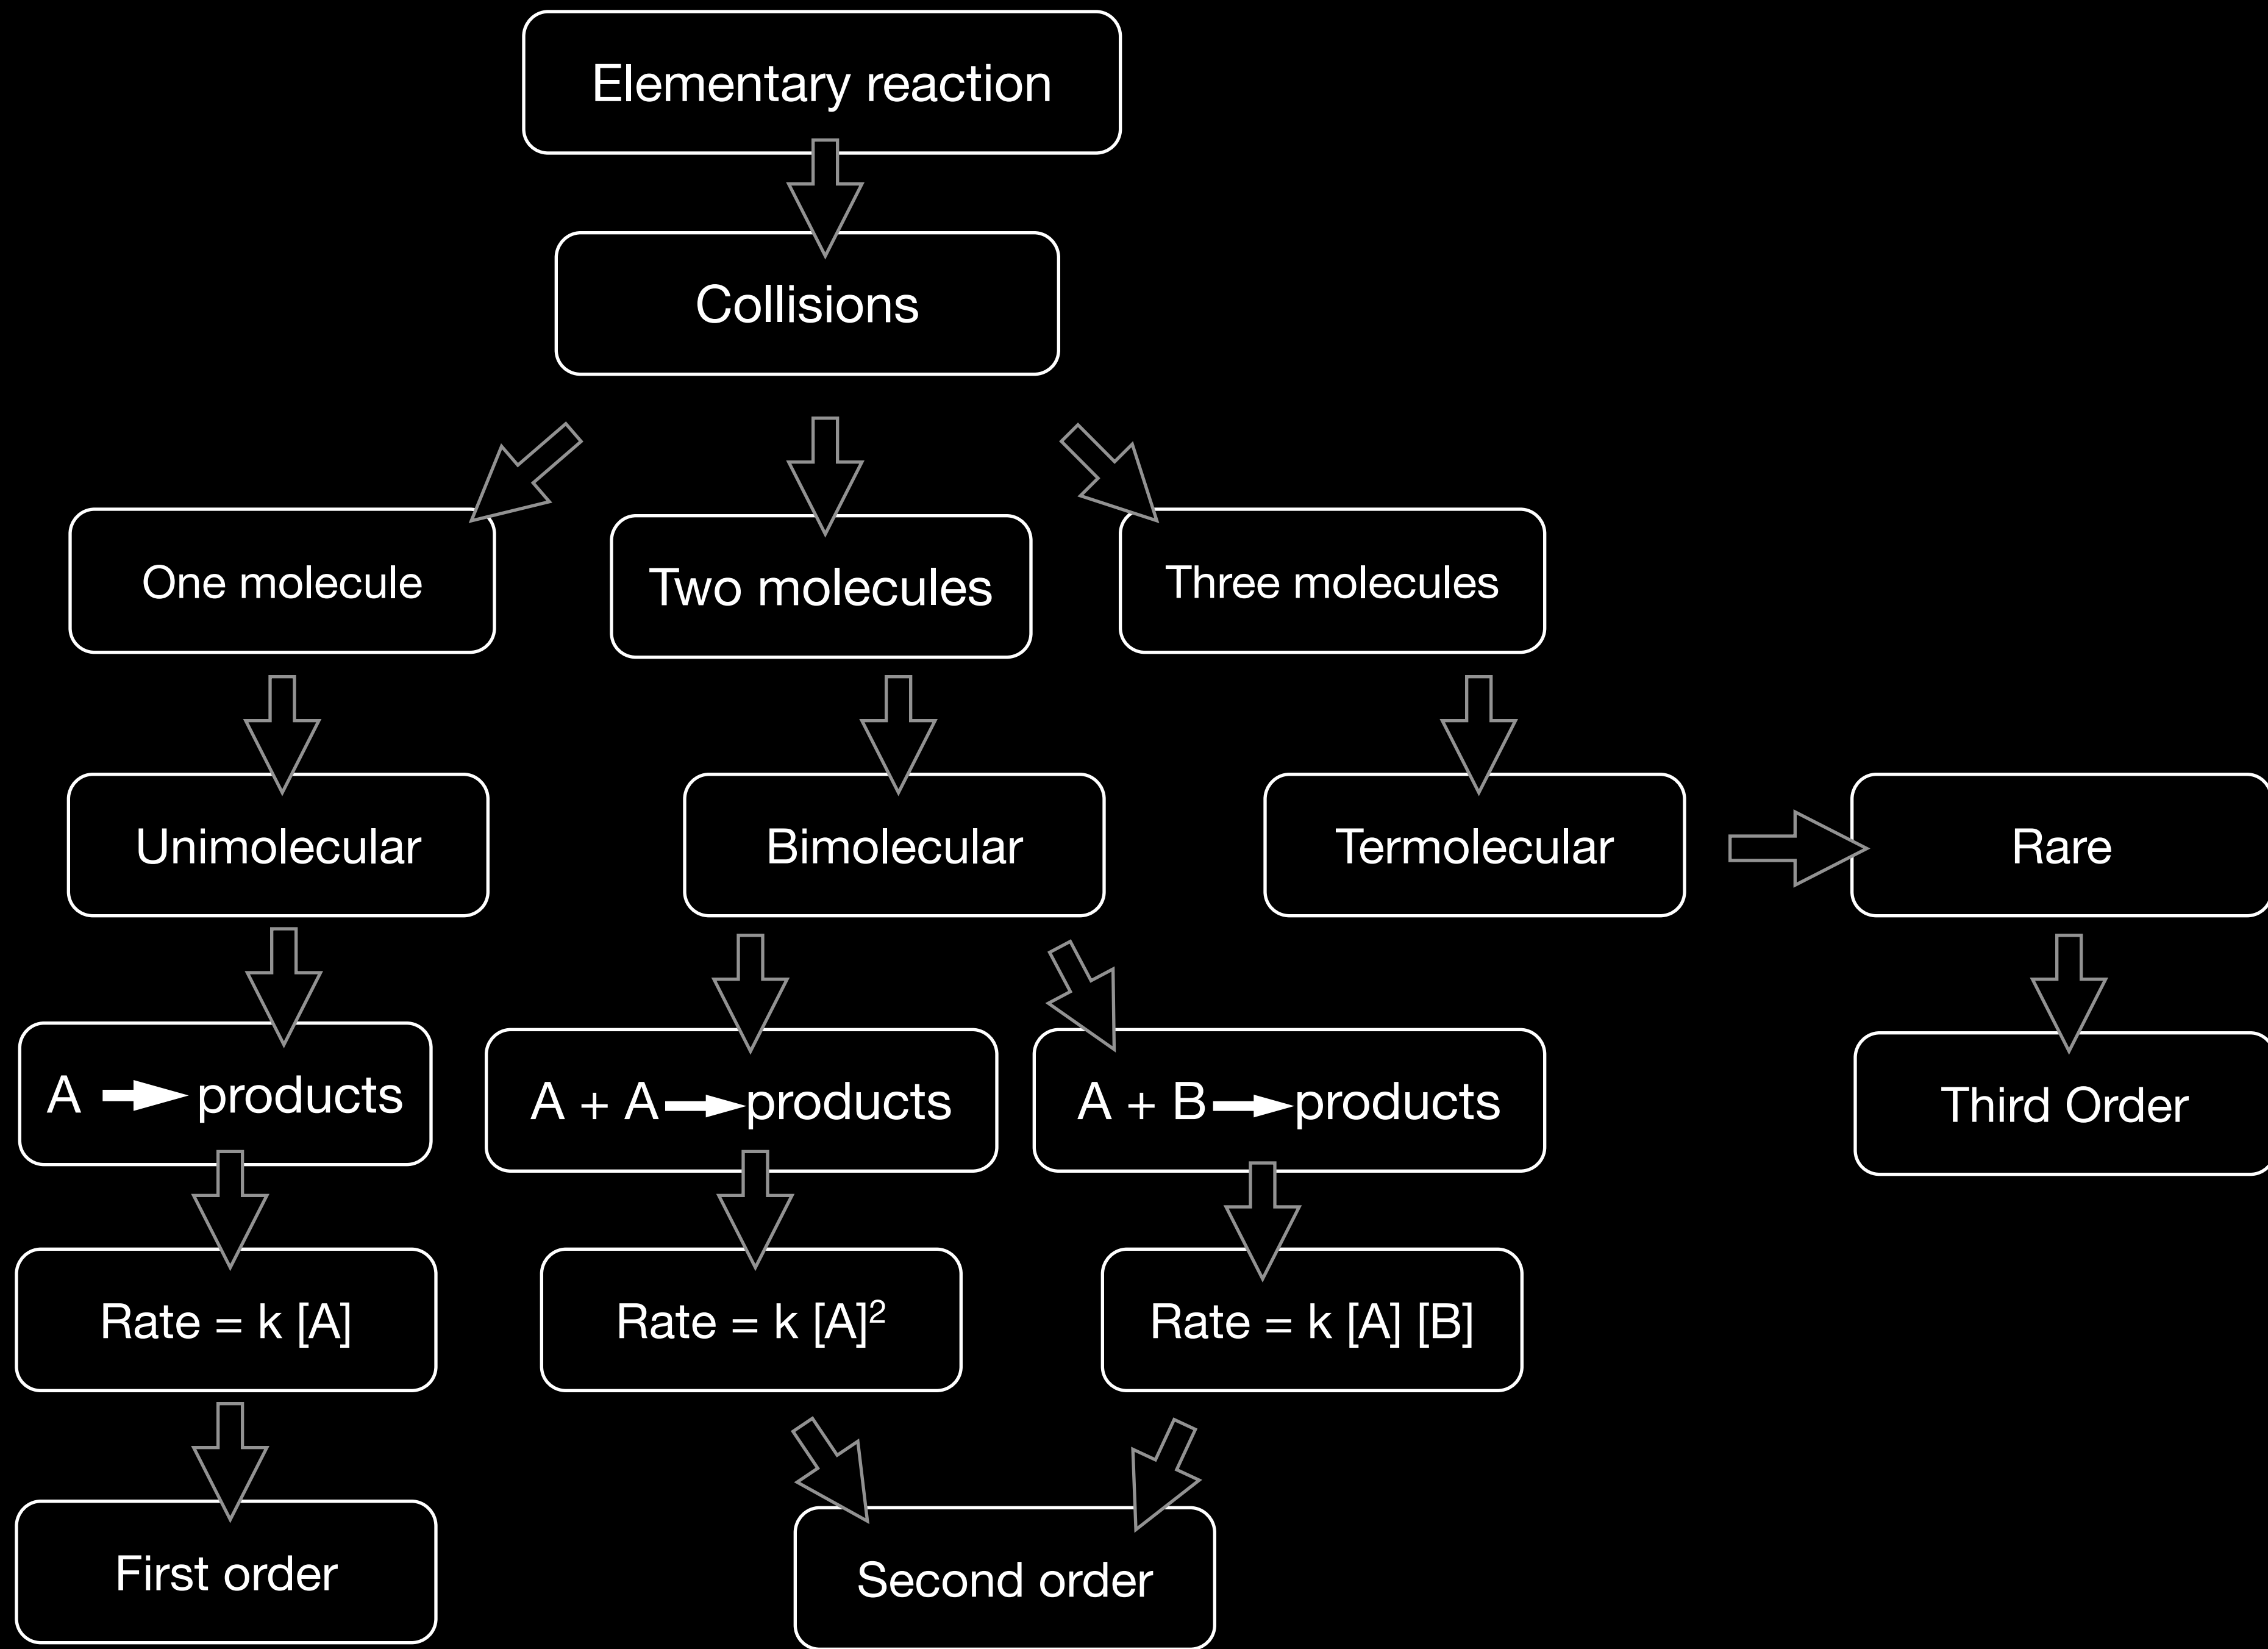 Elementary reaction
Collisions
One molecule
Two molecules
Three molecules
Unimolecular
Bimolecular
Termolecular
Rare
A products
A + A products
A + B products
Third Order
Rate = k [A]
Rate = k [A]²
Rate = k [A] [B]
First order
Second order